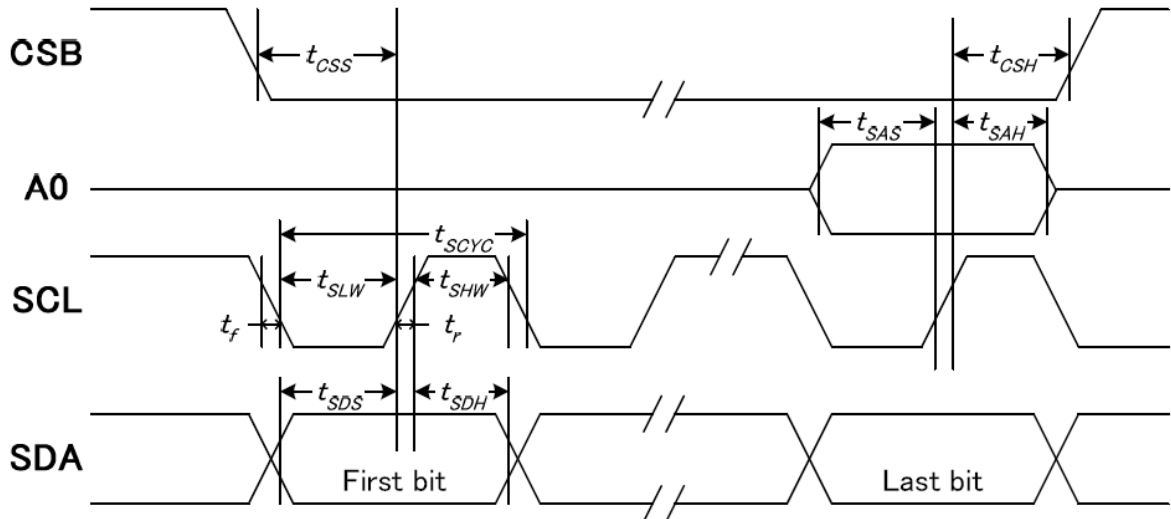 CSB
tCSS
tCSH
A0
tSAS
tSAH
tSCYC
SCL
tSLW
tSHW
tf
tr
SDA
tSDS
tSDH
First bit
Last bit